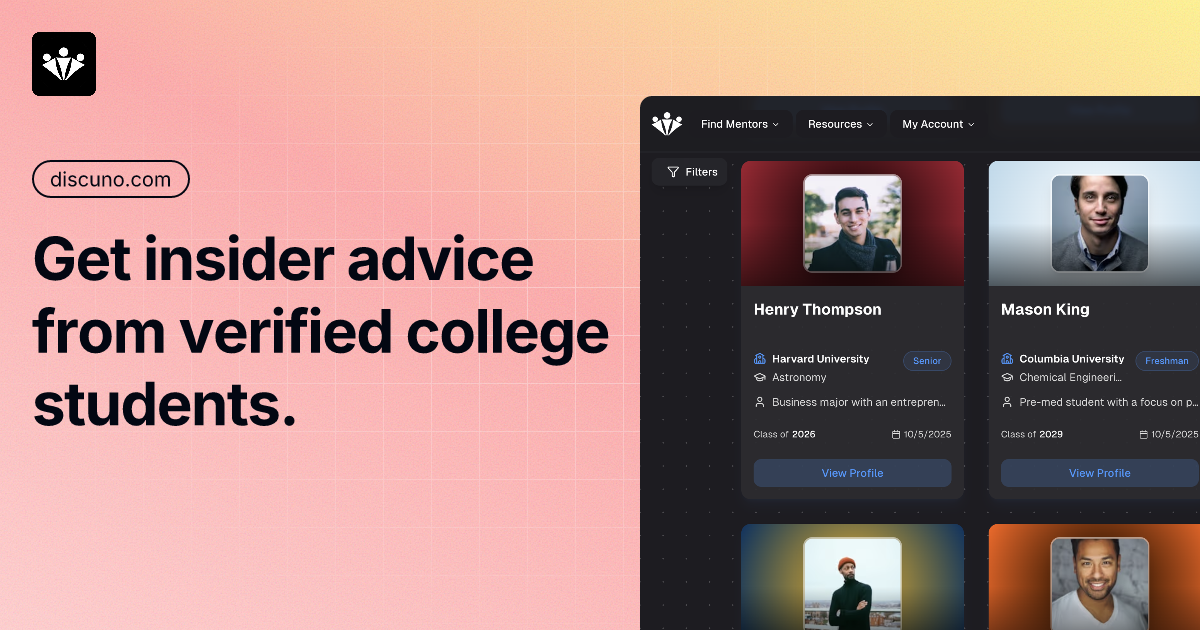 discuno.com
Get insider advice
from verified college
students.
Find Mentors
Resources
My Account
Filters
Henry Thompson
Harvard University
Senior
Astronomy
Business major with an entrepren...
Class of 2026
10/5/2025
View Profile
Mason King
Columbia University
Freshman
Chemical Engineeri...
Pre-med student with a focus on p...
Class of 2029
10/5/2025
View Profile